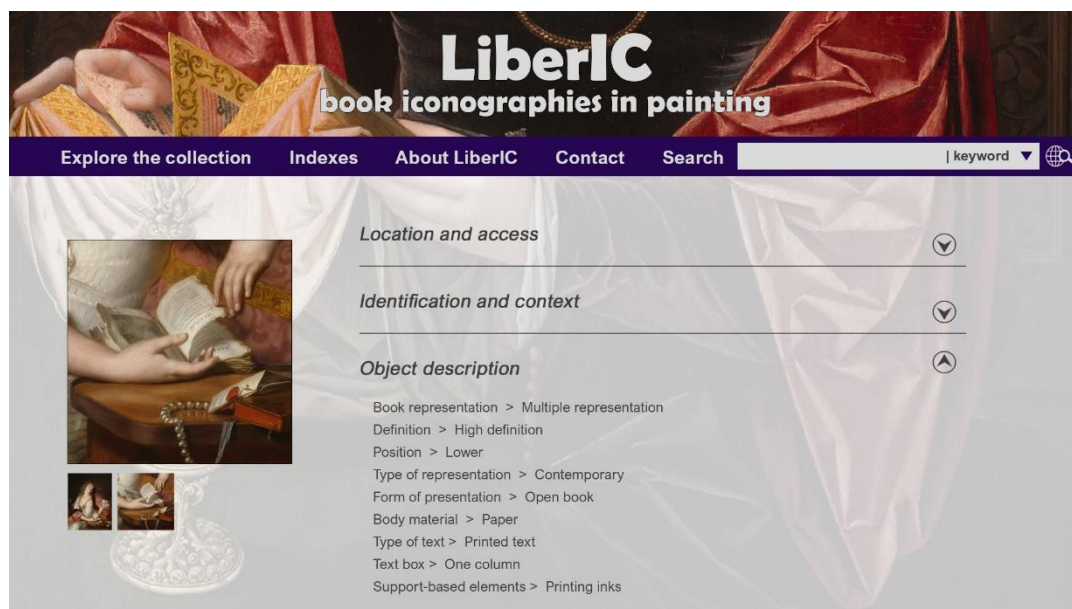 LiberIC
book iconographies in painting
Explore the collection Indexes About LiberIC Contact Search | keyword ▼
Location and access
Identification and context
Object description
Book representation > Multiple representation
Definition > High definition
Position > Lower
Type of representation > Contemporary
Form of presentation > Open book
Body material > Paper
Type of text > Printed text
Text box > One column
Support-based elements > Printing inks